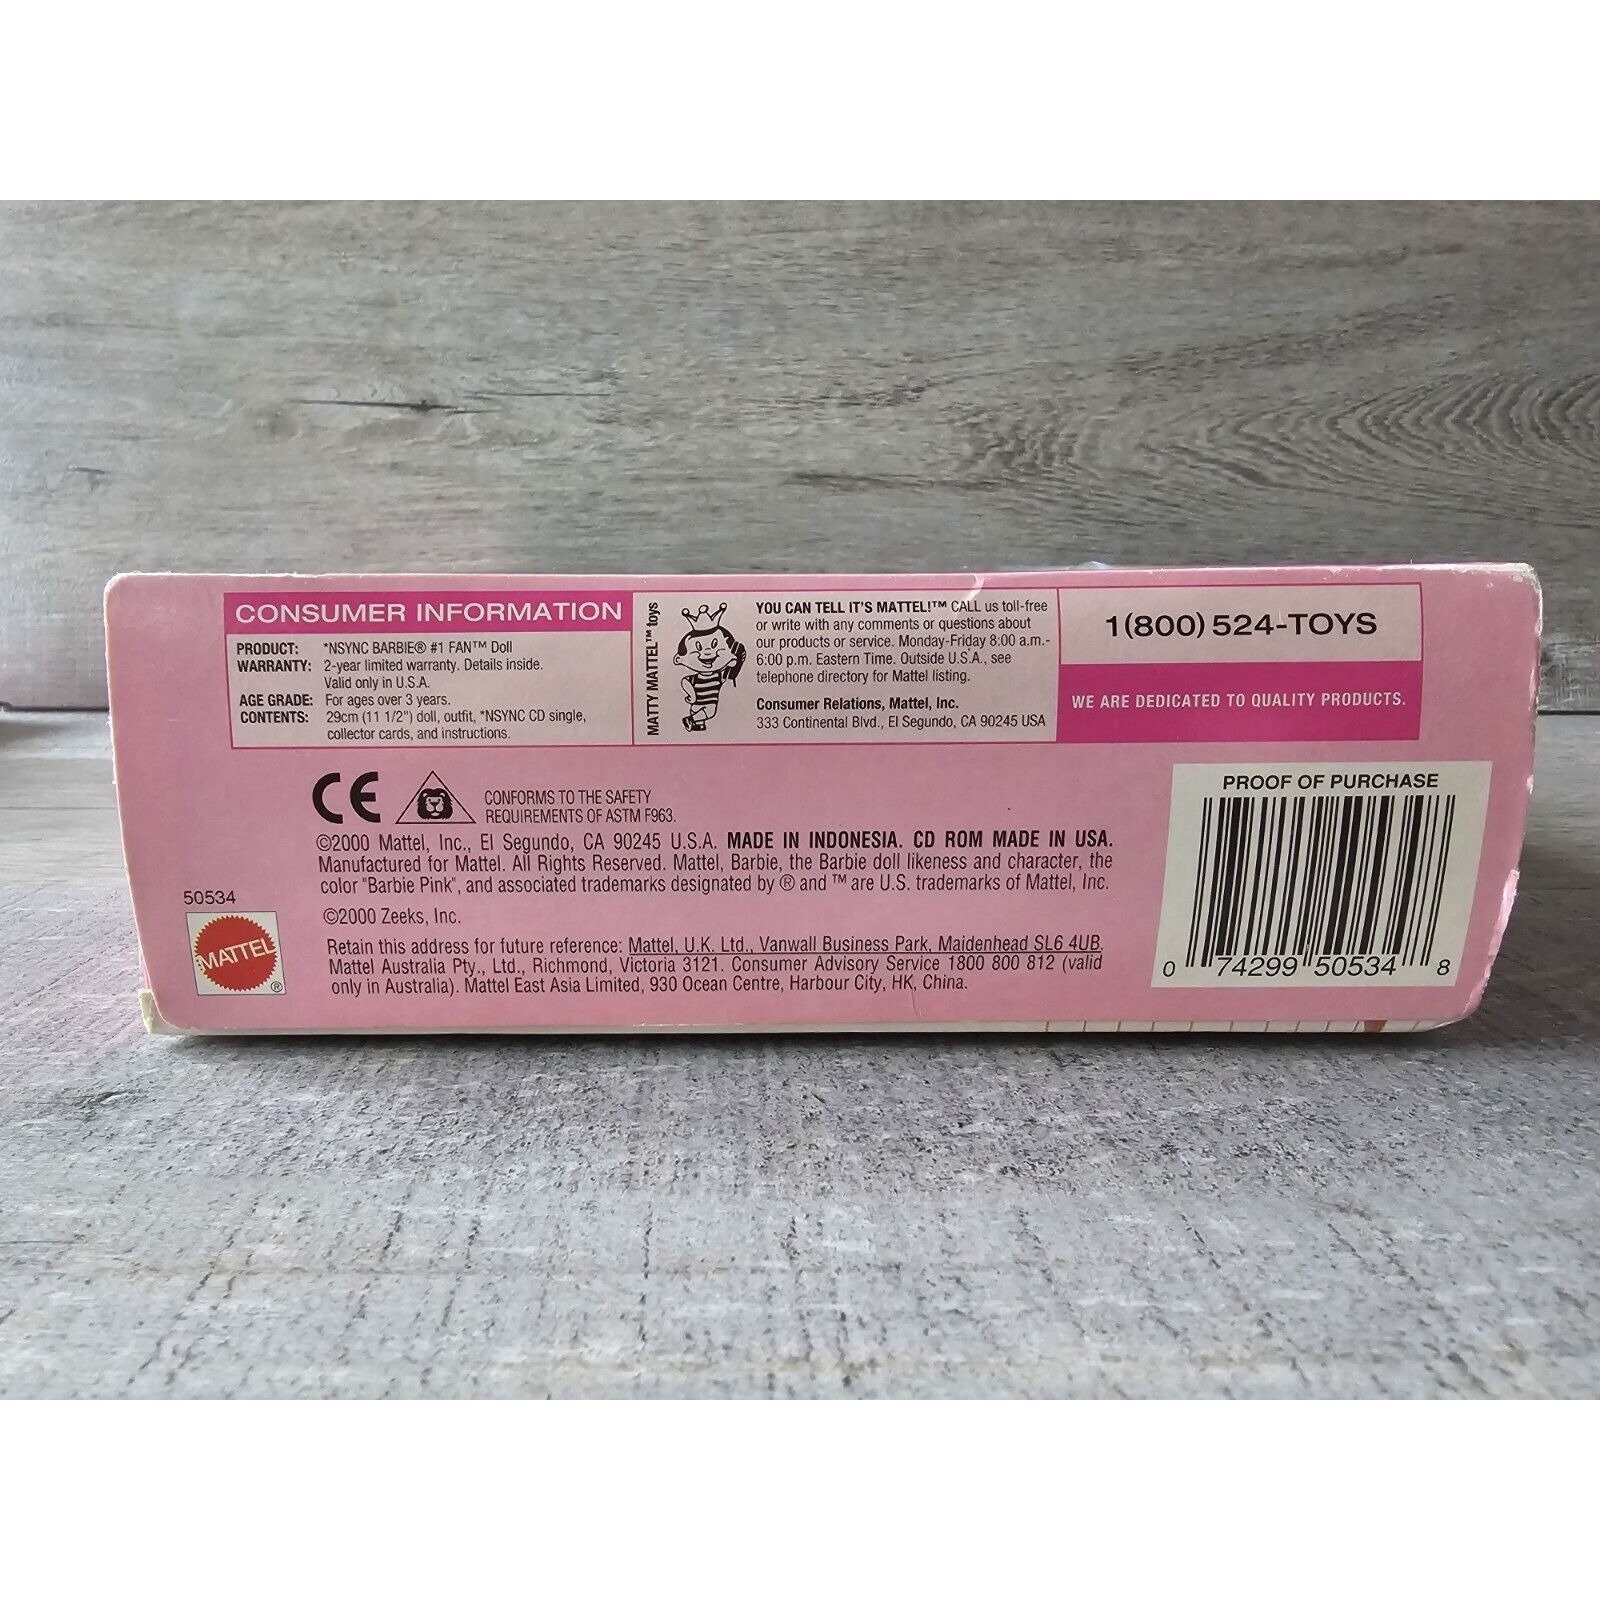 CONSUMER INFORMATION
PRODUCT: *NSYNC BARBIE® #1 FAN™ Doll
WARRANTY: 2-year limited warranty. Details inside.
Valid only in U.S.A.
AGE GRADE: For ages over 3 years.
CONTENTS: 29cm (11 1/2") doll, outfit, *NSYNC CD single,
collector cards, and instructions.
MATTY MATTEL™ toys
YOU CAN TELL IT'S MATTEL!™ CALL us toll-free
or write with any comments or questions about
our products or service. Monday-Friday 8:00 a.m.-
6:00 p.m. Eastern Time. Outside U.S.A., see
telephone directory for Mattel listing.
Consumer Relations, Mattel, Inc.
333 Continental Blvd., El Segundo, CA 90245 USA
1(800) 524-TOYS
WE ARE DEDICATED TO QUALITY PRODUCTS.
CE
CONFORMS TO THE SAFETY
REQUIREMENTS OF ASTM F963.
©2000 Mattel, Inc., El Segundo, CA 90245 U.S.A. MADE IN INDONESIA. CD ROM MADE IN USA.
Manufactured for Mattel. All Rights Reserved. Mattel, Barbie, the Barbie doll likeness and character, the
color "Barbie Pink", and associated trademarks designated by ® and ™ are U.S. trademarks of Mattel, Inc.
©2000 Zeeks, Inc.
Retain this address for future reference: Mattel, U.K. Ltd., Vanwall Business Park, Maidenhead SL6 4UB.
Mattel Australia Pty., Ltd., Richmond, Victoria 3121. Consumer Advisory Service 1800 800 812 (valid
only in Australia). Mattel East Asia Limited, 930 Ocean Centre, Harbour City, HK, China.
50534
MATTEL
®
PROOF OF PURCHASE
0 74299 50534 8